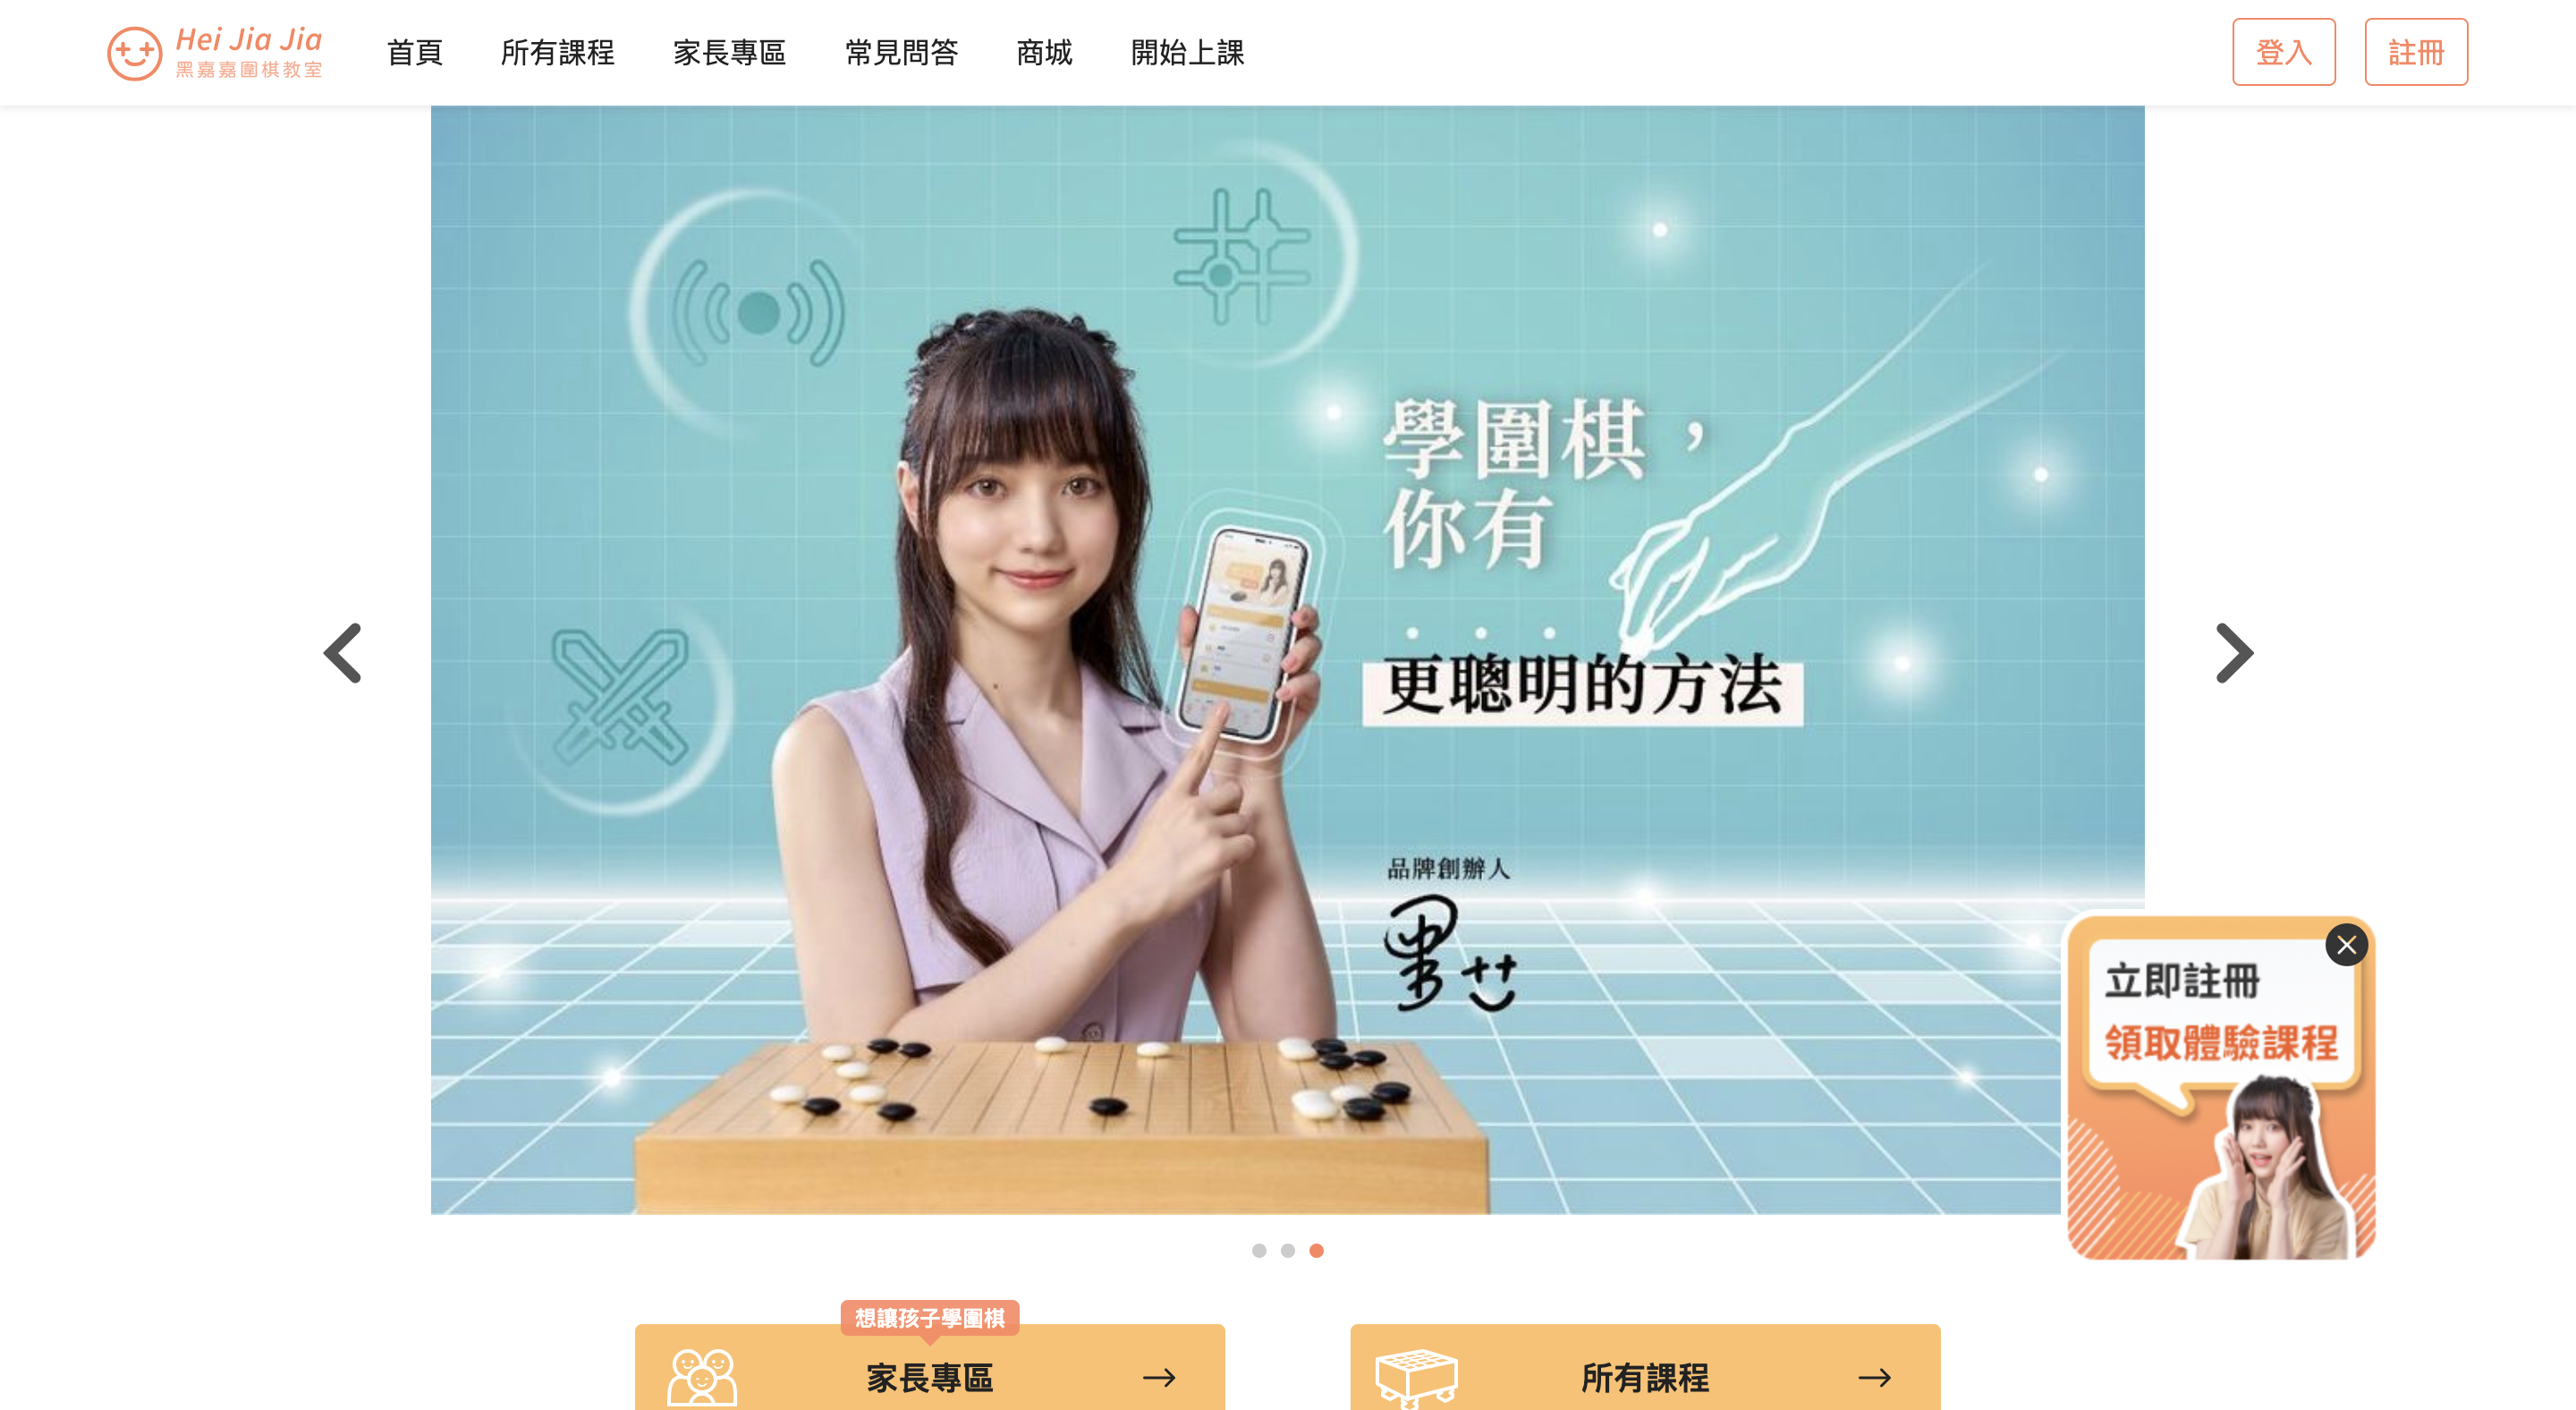 Hei Jia Jia
黑嘉嘉圍棋教室
首頁 所有課程 家長專區 常見問答 商城 開始上課
登入 註冊
學圍棋，
你有
更聰明的方法
品牌創辦人
立即註冊
領取體驗課程
想讓孩子學圍棋
家長專區
所有課程